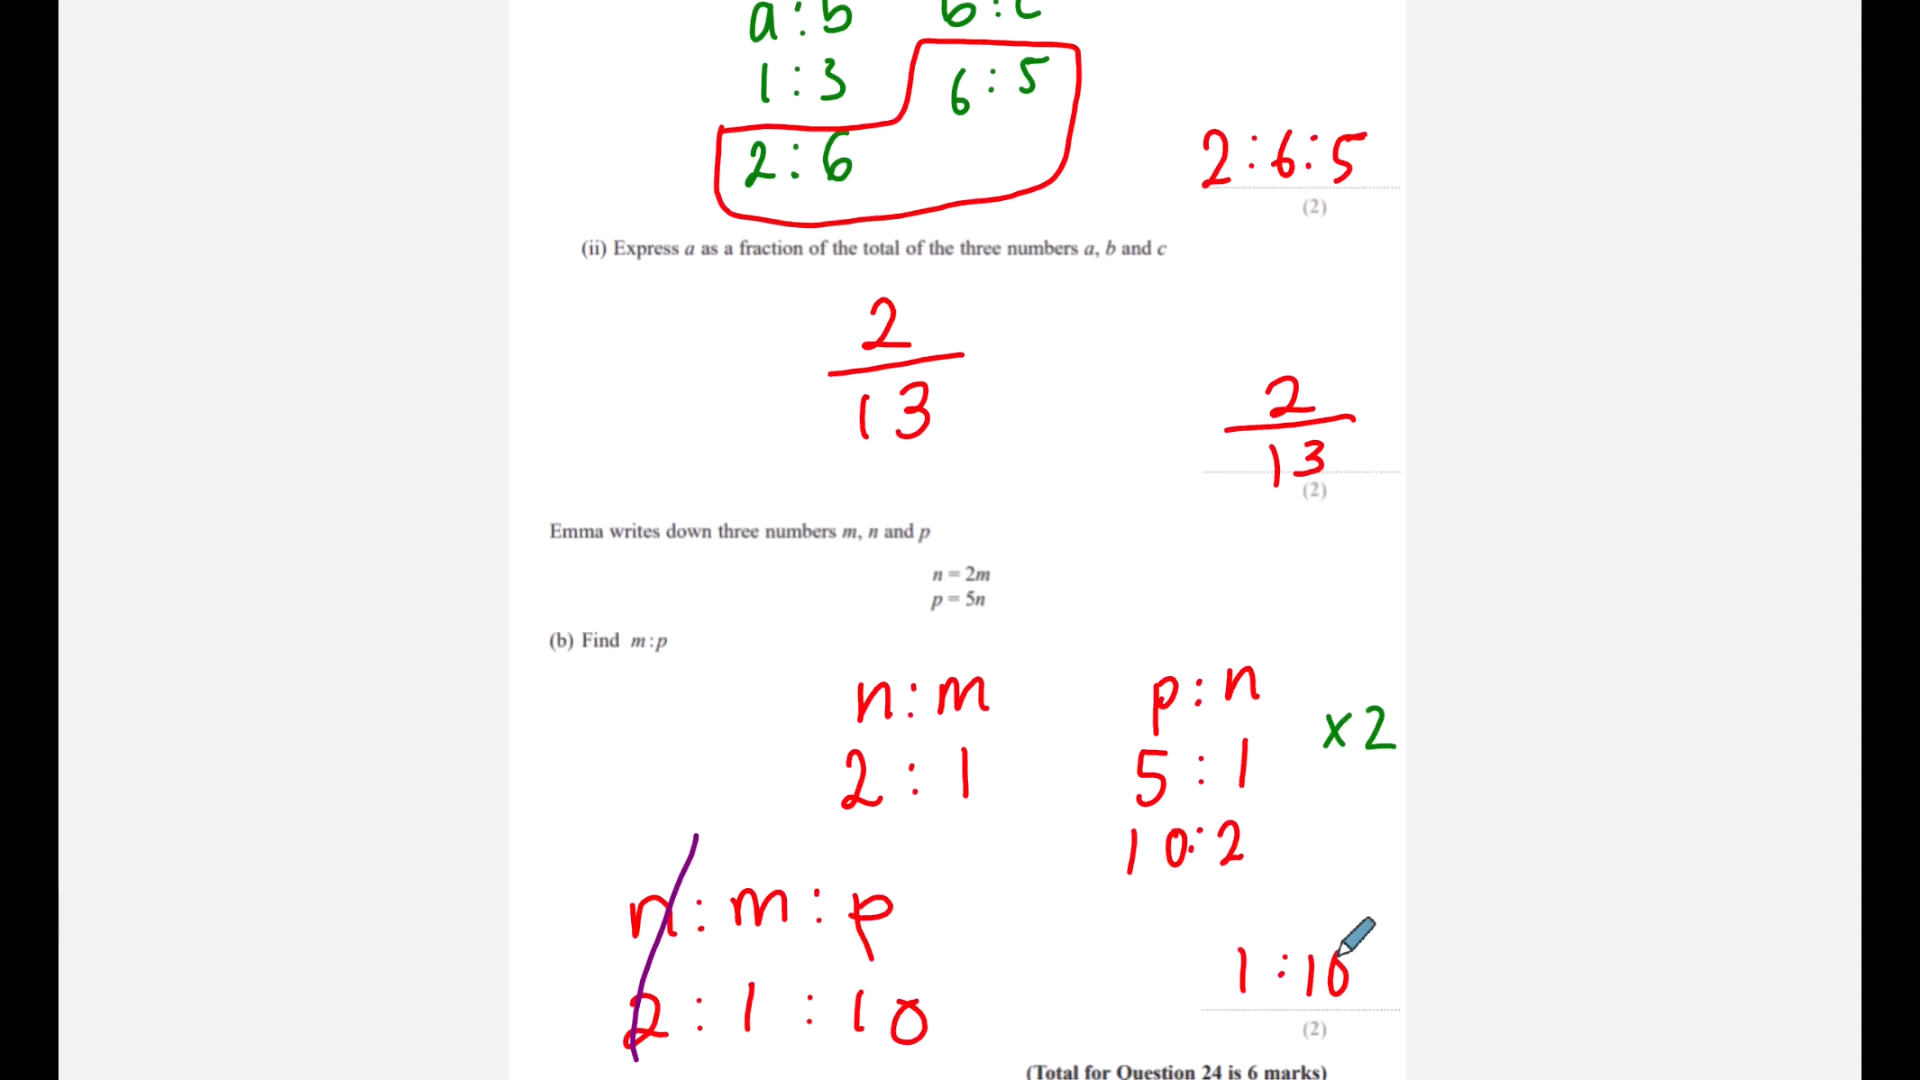 a : b b : c
1 : 3 6 : 5
2 : 6
2 : 6 : 5
(2)
(ii) Express a as a fraction of the total of the three numbers a, b and c
2
13
2
13
(2)
Emma writes down three numbers m, n and p
n = 2m
p = 5n
(b) Find m : p
n : m p : n
x 2
2 : 1 5 : 1
10 : 2
n : m : p
1 : 10
2 : 1 : 10
(2)
(Total for Question 24 is 6 marks)